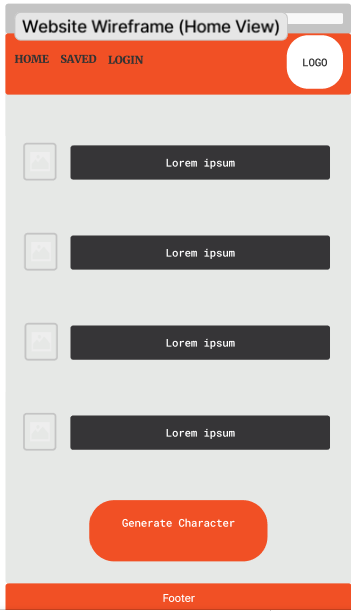 Website Wireframe (Home View)
HOME SAVED LOGIN
LOGO
Lorem ipsum
Lorem ipsum
Lorem ipsum
Lorem ipsum
Generate Character
Footer